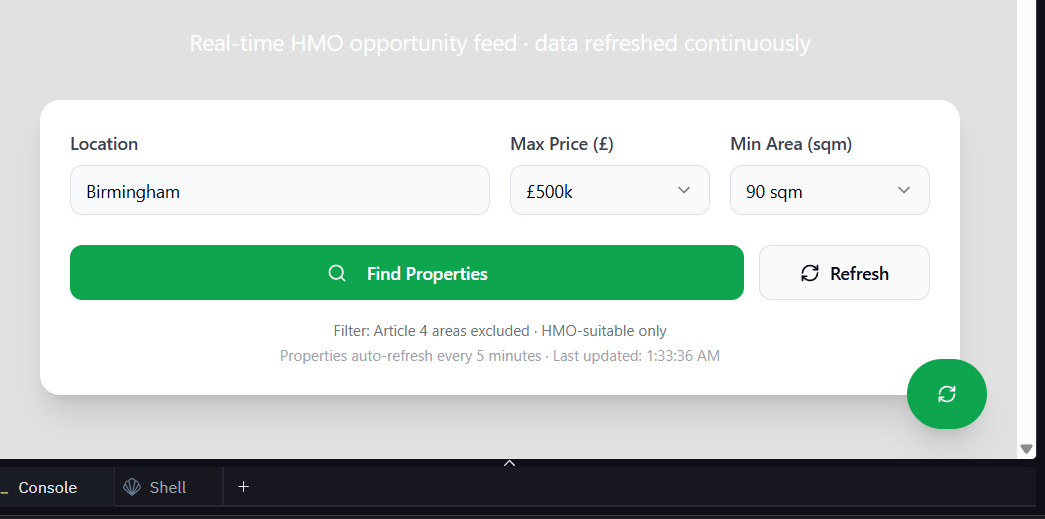 Real-time HMO opportunity feed · data refreshed continuously
Location Max Price (£) Min Area (sqm)
Birmingham £500k 90 sqm
Find Properties Refresh
Filter: Article 4 areas excluded · HMO-suitable only
Properties auto-refresh every 5 minutes · Last updated: 1:33:36 AM
Console Shell +